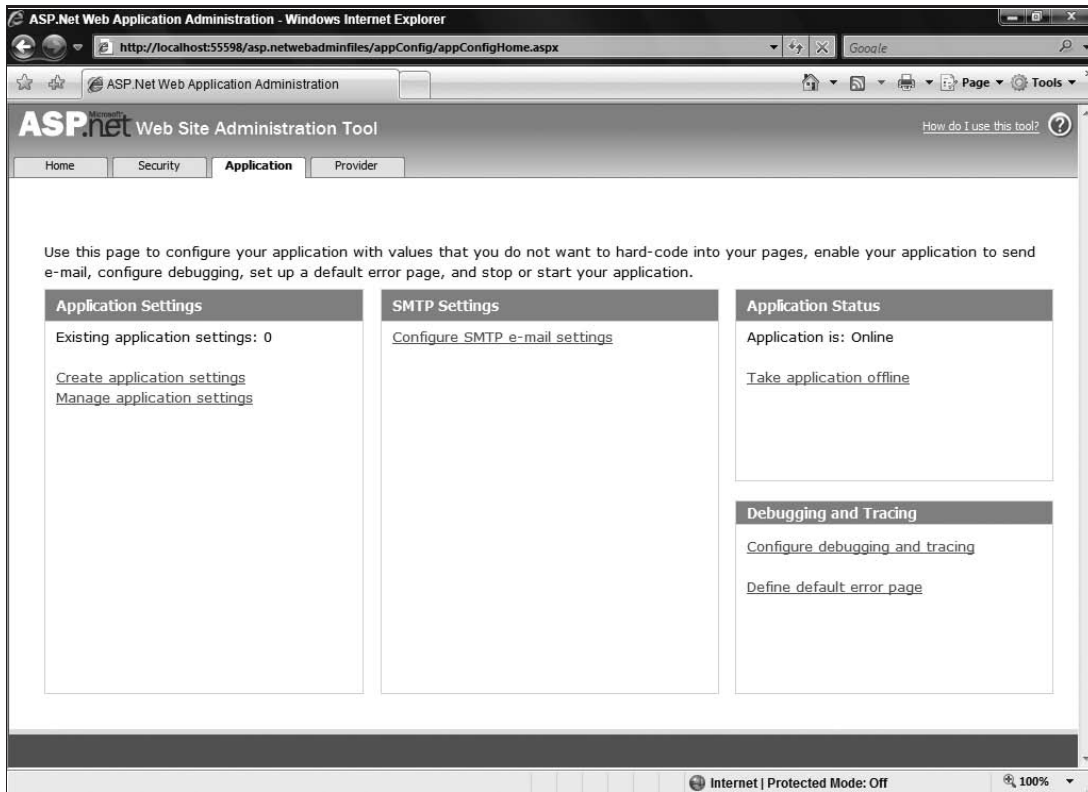 ASP.Net Web Application Administration - Windows Internet Explorer
http://localhost:55598/asp.netwebadminfiles/appConfig/appConfigHome.aspx
Google
ASP.Net Web Application Administration
Page
Tools
Microsoft
ASP.net Web Site Administration Tool
How do I use this tool? ?
Home
Security
Application
Provider
Use this page to configure your application with values that you do not want to hard-code into your pages, enable your application to send
e-mail, configure debugging, set up a default error page, and stop or start your application.
Application Settings
Existing application settings: 0
Create application settings
Manage application settings
SMTP Settings
Configure SMTP e-mail settings
Application Status
Application is: Online
Take application offline
Debugging and Tracing
Configure debugging and tracing
Define default error page
Internet | Protected Mode: Off
100%